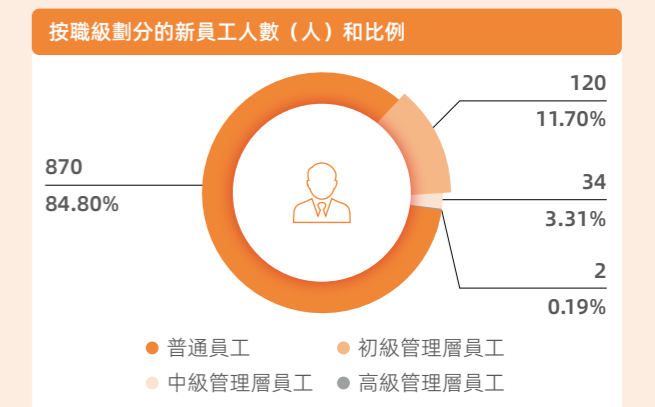 按職級劃分的新員工人數（人）和比例
120
11.70%
870
84.80%
34
3.31%
2
0.19%
普通員工
初級管理層員工
中級管理層員工
高級管理層員工